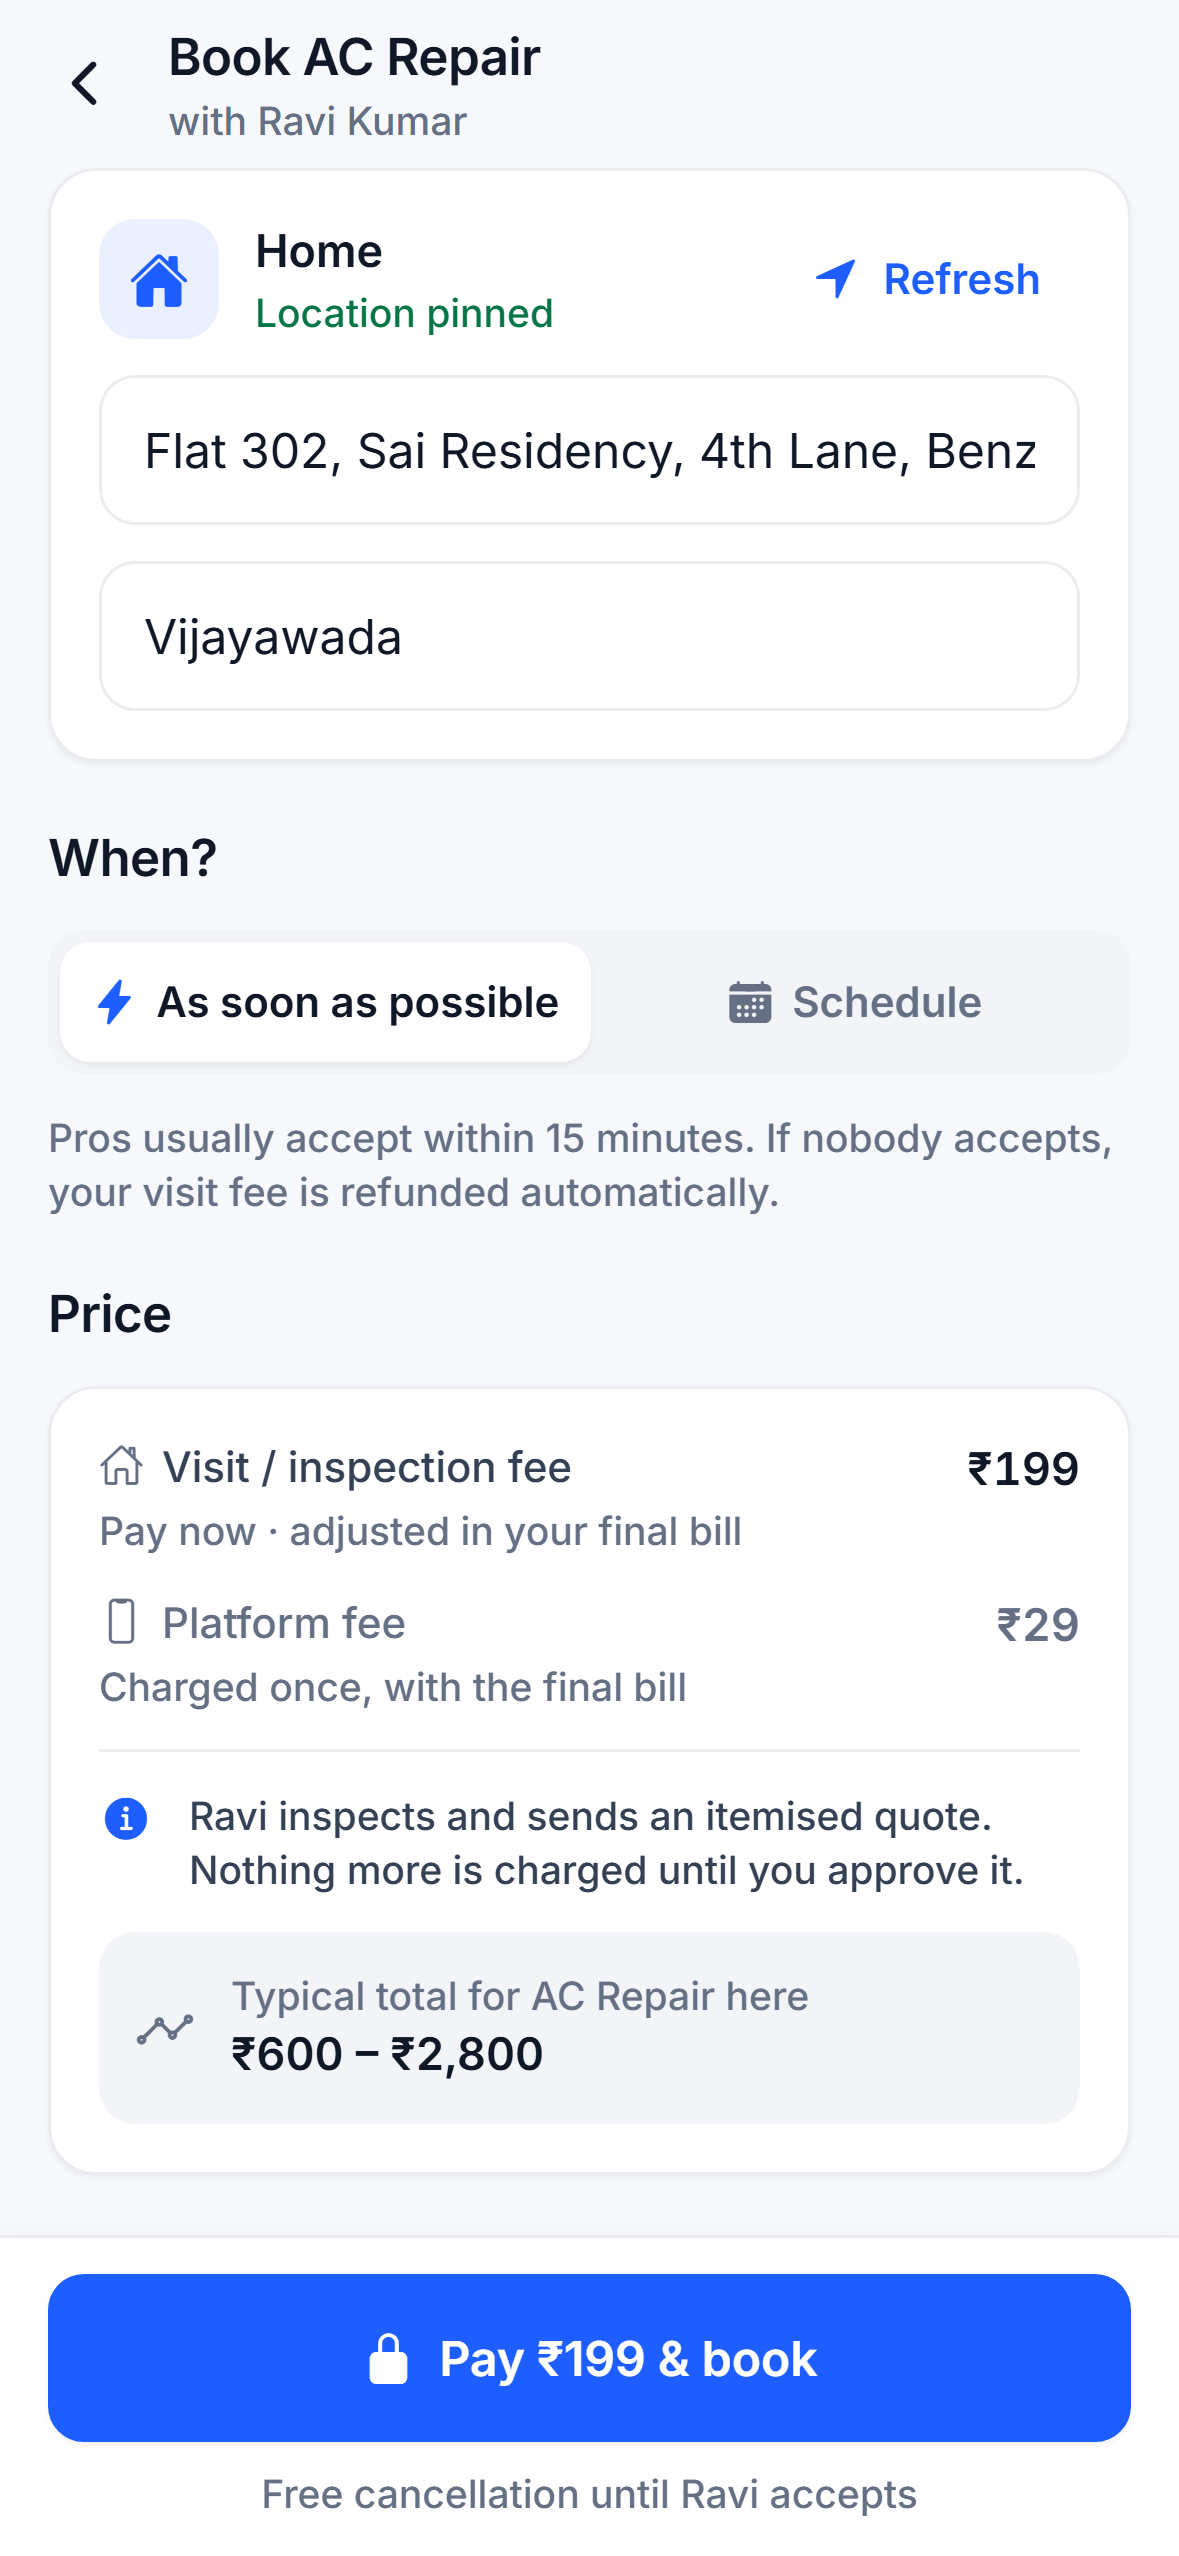 Book AC Repair
with Ravi Kumar
Home
Location pinned
Refresh
Flat 302, Sai Residency, 4th Lane, Benz
Vijayawada
When?
As soon as possible
Schedule
Pros usually accept within 15 minutes. If nobody accepts,
your visit fee is refunded automatically.
Price
Visit / inspection fee
₹199
Pay now · adjusted in your final bill
Platform fee
₹29
Charged once, with the final bill
Ravi inspects and sends an itemised quote.
Nothing more is charged until you approve it.
Typical total for AC Repair here
₹600 – ₹2,800
Pay ₹199 & book
Free cancellation until Ravi accepts